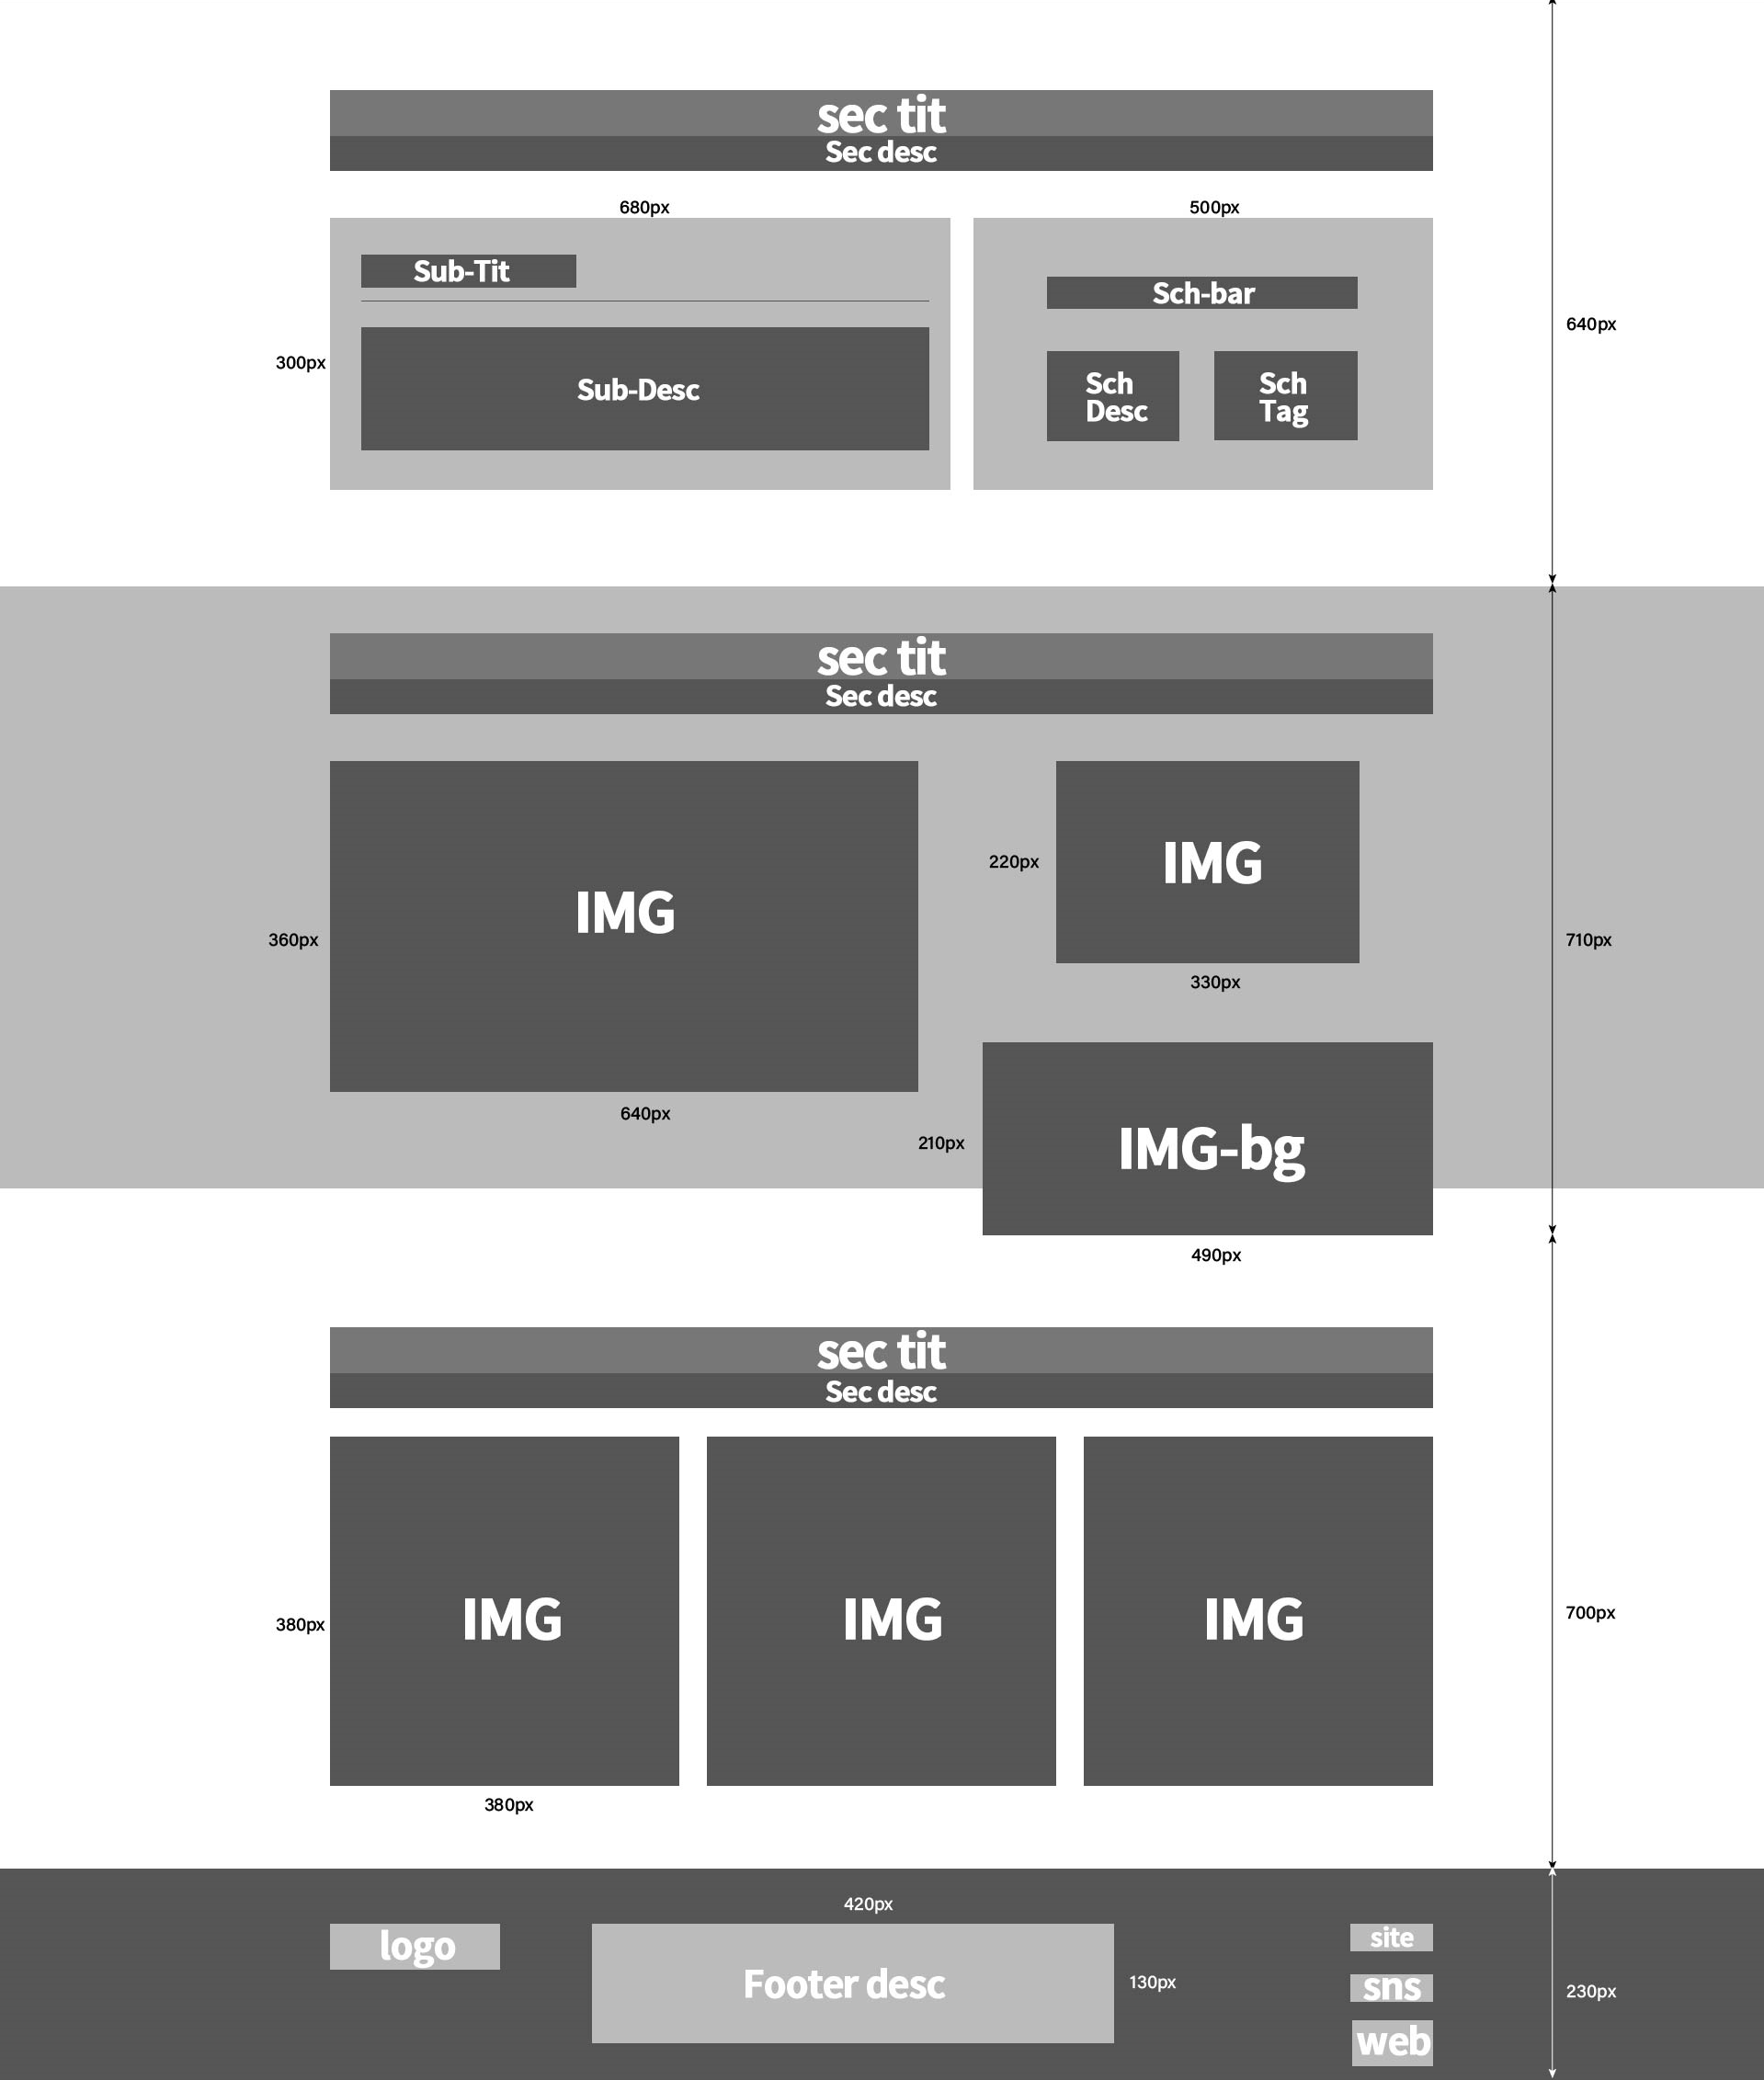 sec tit
Sec desc
680px
500px
Sub-Tit
Sch-bar
640px
300px
Sub-Desc
Sch
Desc
Sch
Tag
sec tit
Sec desc
IMG
220px
IMG
360px
710px
330px
640px
210px
IMG-bg
490px
sec tit
Sec desc
380px
IMG
IMG
IMG
700px
380px
420px
logo
Footer desc
130px
site
sns
web
230px